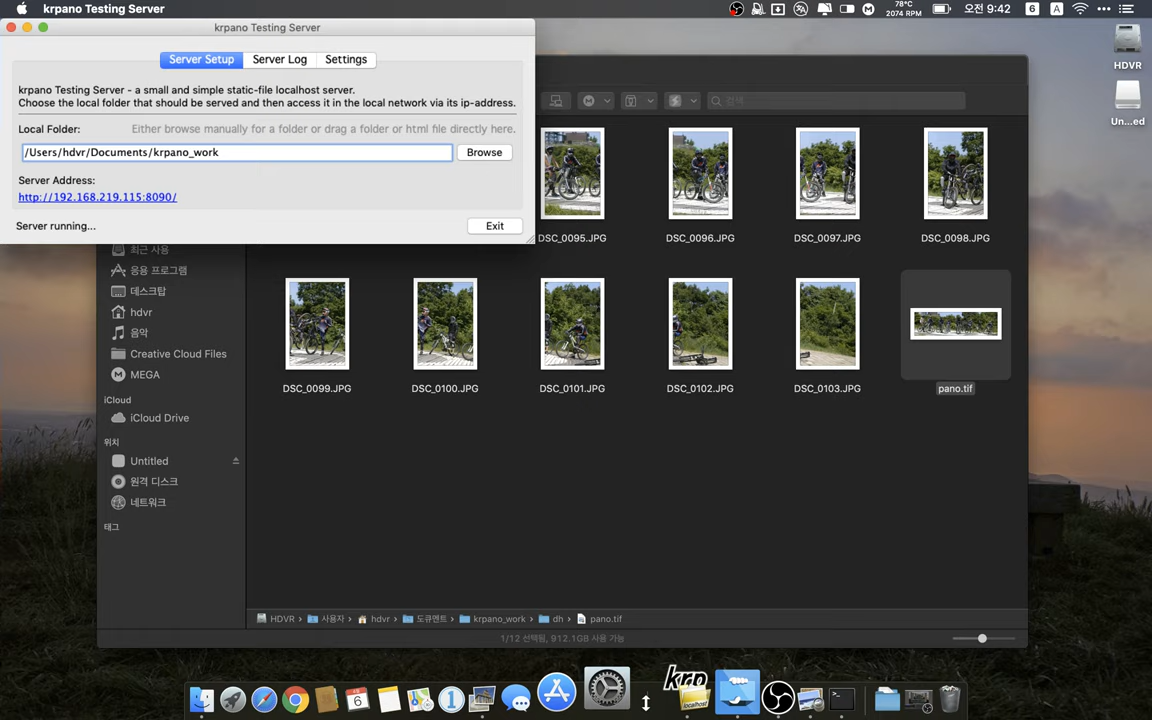 krpano Testing Server
78°C
2074 RPM
오전 9:42
6
A
krpano Testing Server
Server Setup
Server Log
Settings
krpano Testing Server - a small and simple static-file localhost server.
Choose the local folder that should be served and then access it in the local network via its ip-address.
Local Folder:
Either browse manually for a folder or drag a folder or html file directly here.
/Users/hdvr/Documents/krpano_work
Browse
Server Address:
http://192.168.219.115:8090/
Server running...
Exit
검색
HDVR
Un...ed
DSC_0095.JPG
DSC_0096.JPG
DSC_0097.JPG
DSC_0098.JPG
최근 사용
응용 프로그램
데스크탑
hdvr
음악
Creative Cloud Files
MEGA
iCloud
iCloud Drive
위치
Untitled
원격 디스크
네트워크
태그
DSC_0099.JPG
DSC_0100.JPG
DSC_0101.JPG
DSC_0102.JPG
DSC_0103.JPG
pano.tif
HDVR › 사용자 › hdvr › 도큐멘트 › krpano_work › dh › pano.tif
1/12 선택됨, 912.1GB 사용 가능
krp
localhost
6